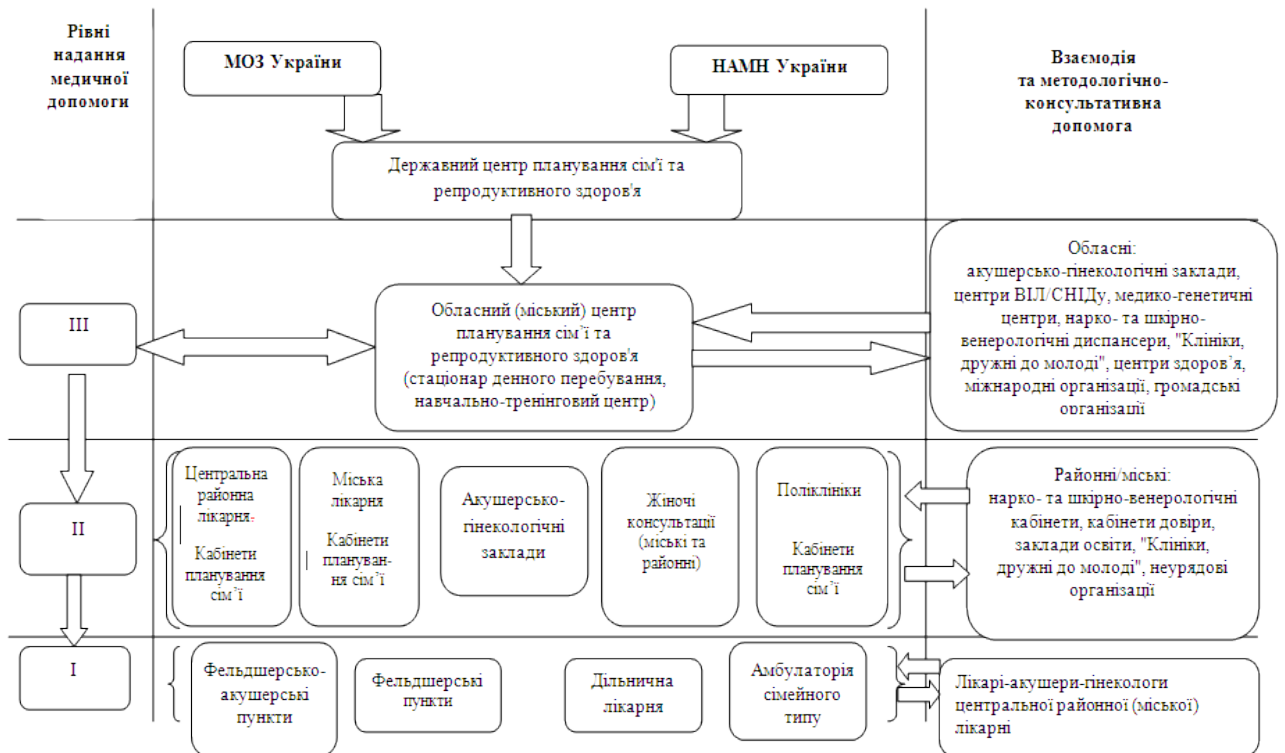 Рівні
надання
медичної
допомоги
МОЗ України
НАМН України
Взаємодія
та методологічно-
консультативна
допомога
Державний центр планування сім'ї та
репродуктивного здоров'я
III
Обласний (міський) центр
планування сім’ї та
репродуктивного здоров'я
(стаціонар денного перебування,
навчально-тренінговий центр)
Обласні:
акушерсько-гінекологічні заклади,
центри ВІЛ/СНІДу, медико-генетичні
центри, нарко- та шкірно-
венерологічні диспансери, "Клініки,
дружні до молоді", центри здоров’я,
міжнародні організації, громадські
організації
II
Центральна
районна
лікарня.
Кабінети
планування
сім’ї
Міська
лікарня
Кабінети
плануван-
ня сім’ї
Акушерсько-
гінекологічні
заклади
Жіночі
консультації
(міські та
районні)
Поліклініки
Кабінети
планування
сім’ї
Районні/міські:
нарко- та шкірно-венерологічні
кабінети, кабінети довіри,
заклади освіти, "Клініки,
дружні до молоді", неурядові
організації
I
Фельдшерсько-
акушерські
пункти
Фельдшерські
пункти
Дільнична
лікарня
Амбулаторія
сімейного
типу
Лікарі-акушери-гінекологи
центральної районної (міської)
лікарні